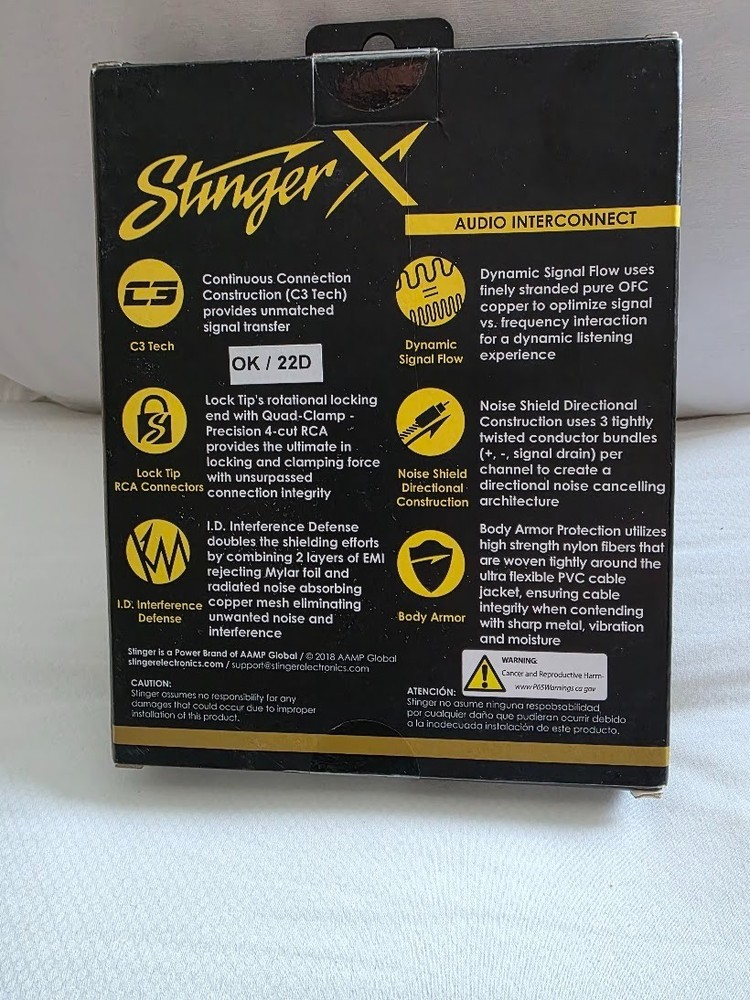 Stinger X
AUDIO INTERCONNECT
C3
C3 Tech
Continuous Connection
Construction (C3 Tech)
provides unmatched
signal transfer
OK / 22D
Lock Tip
RCA Connectors
Lock Tip's rotational locking
end with Quad-Clamp -
Precision 4-cut RCA
provides the ultimate in
locking and clamping force
with unsurpassed
connection integrity
I.D. Interference
Defense
I.D. Interference Defense
doubles the shielding efforts
by combining 2 layers of EMI
rejecting Mylar foil and
radiated noise absorbing
copper mesh eliminating
unwanted noise and
interference
Dynamic
Signal Flow
Dynamic Signal Flow uses
finely stranded pure OFC
copper to optimize signal
vs. frequency interaction
for a dynamic listening
experience
Noise Shield
Directional
Construction
Noise Shield Directional
Construction uses 3 tightly
twisted conductor bundles
(+, -, signal drain) per
channel to create a
directional noise cancelling
architecture
Body Armor
Body Armor Protection utilizes
high strength nylon fibers that
are woven tightly around the
ultra flexible PVC cable
jacket, ensuring cable
integrity when contending
with sharp metal, vibration
and moisture
Stinger is a Power Brand of AAMP Global / © 2018 AAMP Global
stingerelectronics.com / support@stingerelectronics.com
CAUTION:
Stinger assumes no responsibility for any
damages that could occur due to improper
installation of this product.
WARNING:
Cancer and Reproductive Harm-
www.P65Warnings.ca.gov
ATENCIÓN:
Stinger no asume ninguna resposabilidad
por cualquier daño que pudieran ocurrir debido
a la inadecuada instalación de este producto.